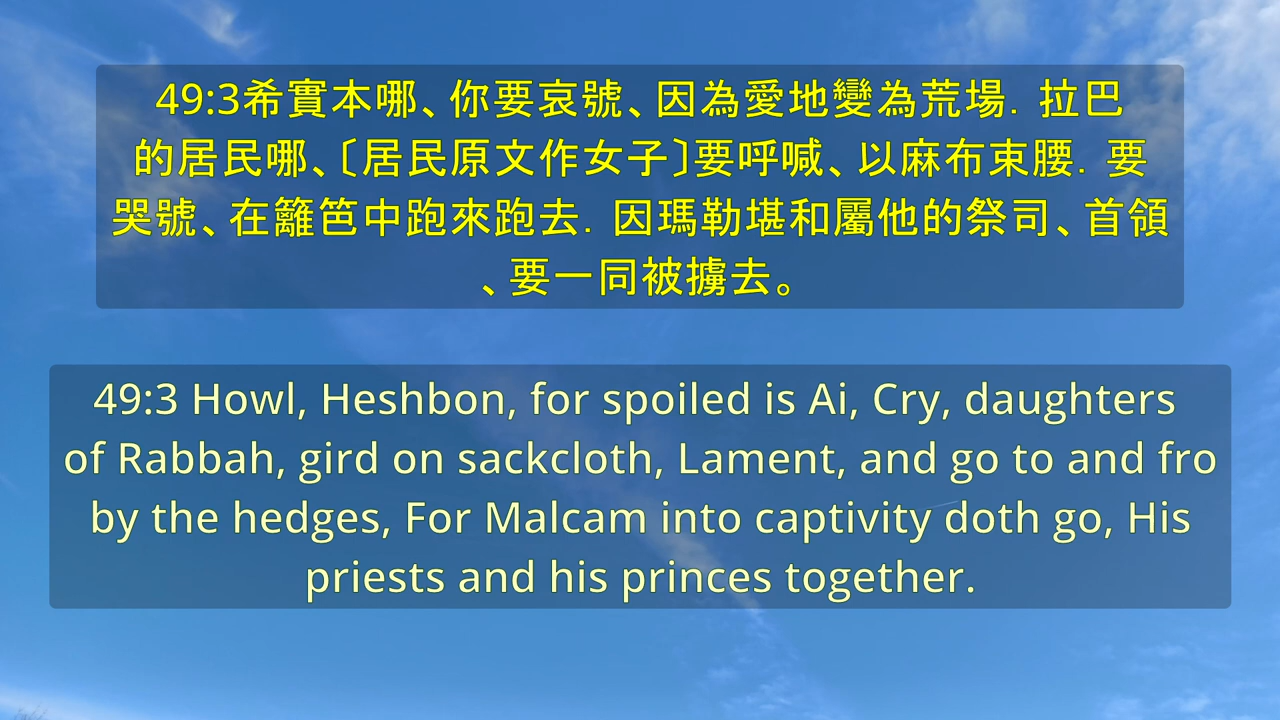 49:3希實本哪、你要哀號、因為愛地變為荒場．拉巴
的居民哪、〔居民原文作女子〕要呼喊、以麻布束腰．要
哭號、在籬笆中跑來跑去．因瑪勒堪和屬他的祭司、首領
、要一同被擄去。
49:3 Howl, Heshbon, for spoiled is Ai, Cry, daughters
of Rabbah, gird on sackcloth, Lament, and go to and fro
by the hedges, For Malcam into captivity doth go, His
priests and his princes together.